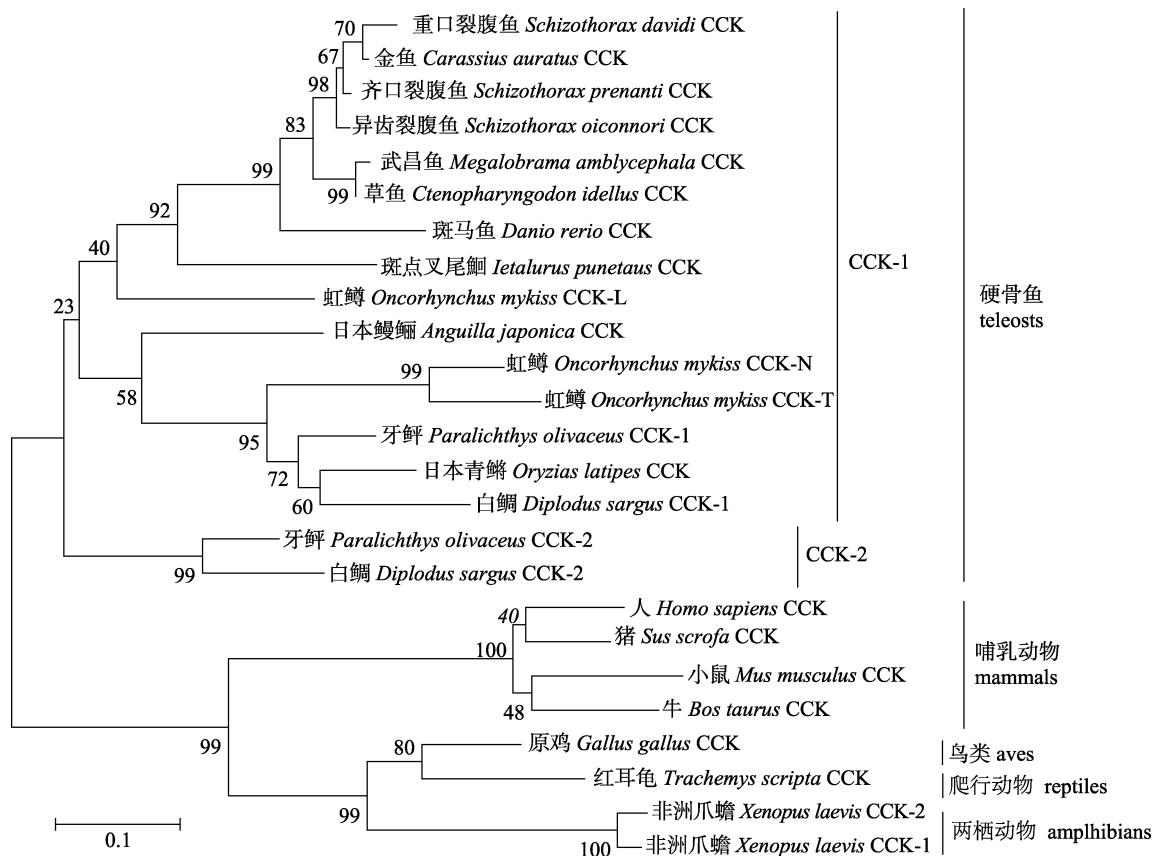 70
重口裂腹鱼 Schizothorax davidi CCK
67
金鱼 Carassius auratus CCK
98
齐口裂腹鱼 Schizothorax prenanti CCK
83
异齿裂腹鱼 Schizothorax oiconnori CCK
99
武昌鱼 Megalobrama amblycephala CCK
99
草鱼 Ctenopharyngodon idellus CCK
92
斑马鱼 Danio rerio CCK
40
斑点叉尾鮰 Ietalurus punetaus CCK
CCK-1
虹鳟 Oncorhynchus mykiss CCK-L
硬骨鱼
teleosts
23
日本鳗鲡 Anguilla japonica CCK
58
99
虹鳟 Oncorhynchus mykiss CCK-N
虹鳟 Oncorhynchus mykiss CCK-T
95
牙鲆 Paralichthys olivaceus CCK-1
72
日本青鳉 Oryzias latipes CCK
60
白鲷 Diplodus sargus CCK-1
牙鲆 Paralichthys olivaceus CCK-2
CCK-2
99
白鲷 Diplodus sargus CCK-2
40
人 Homo sapiens CCK
100
猪 Sus scrofa CCK
哺乳动物
mammals
小鼠 Mus musculus CCK
48
牛 Bos taurus CCK
99
80
原鸡 Gallus gallus CCK
鸟类 aves
红耳龟 Trachemys scripta CCK
爬行动物 reptiles
99
非洲爪蟾 Xenopus laevis CCK-2
两栖动物 amplhibians
100
非洲爪蟾 Xenopus laevis CCK-1
0.1